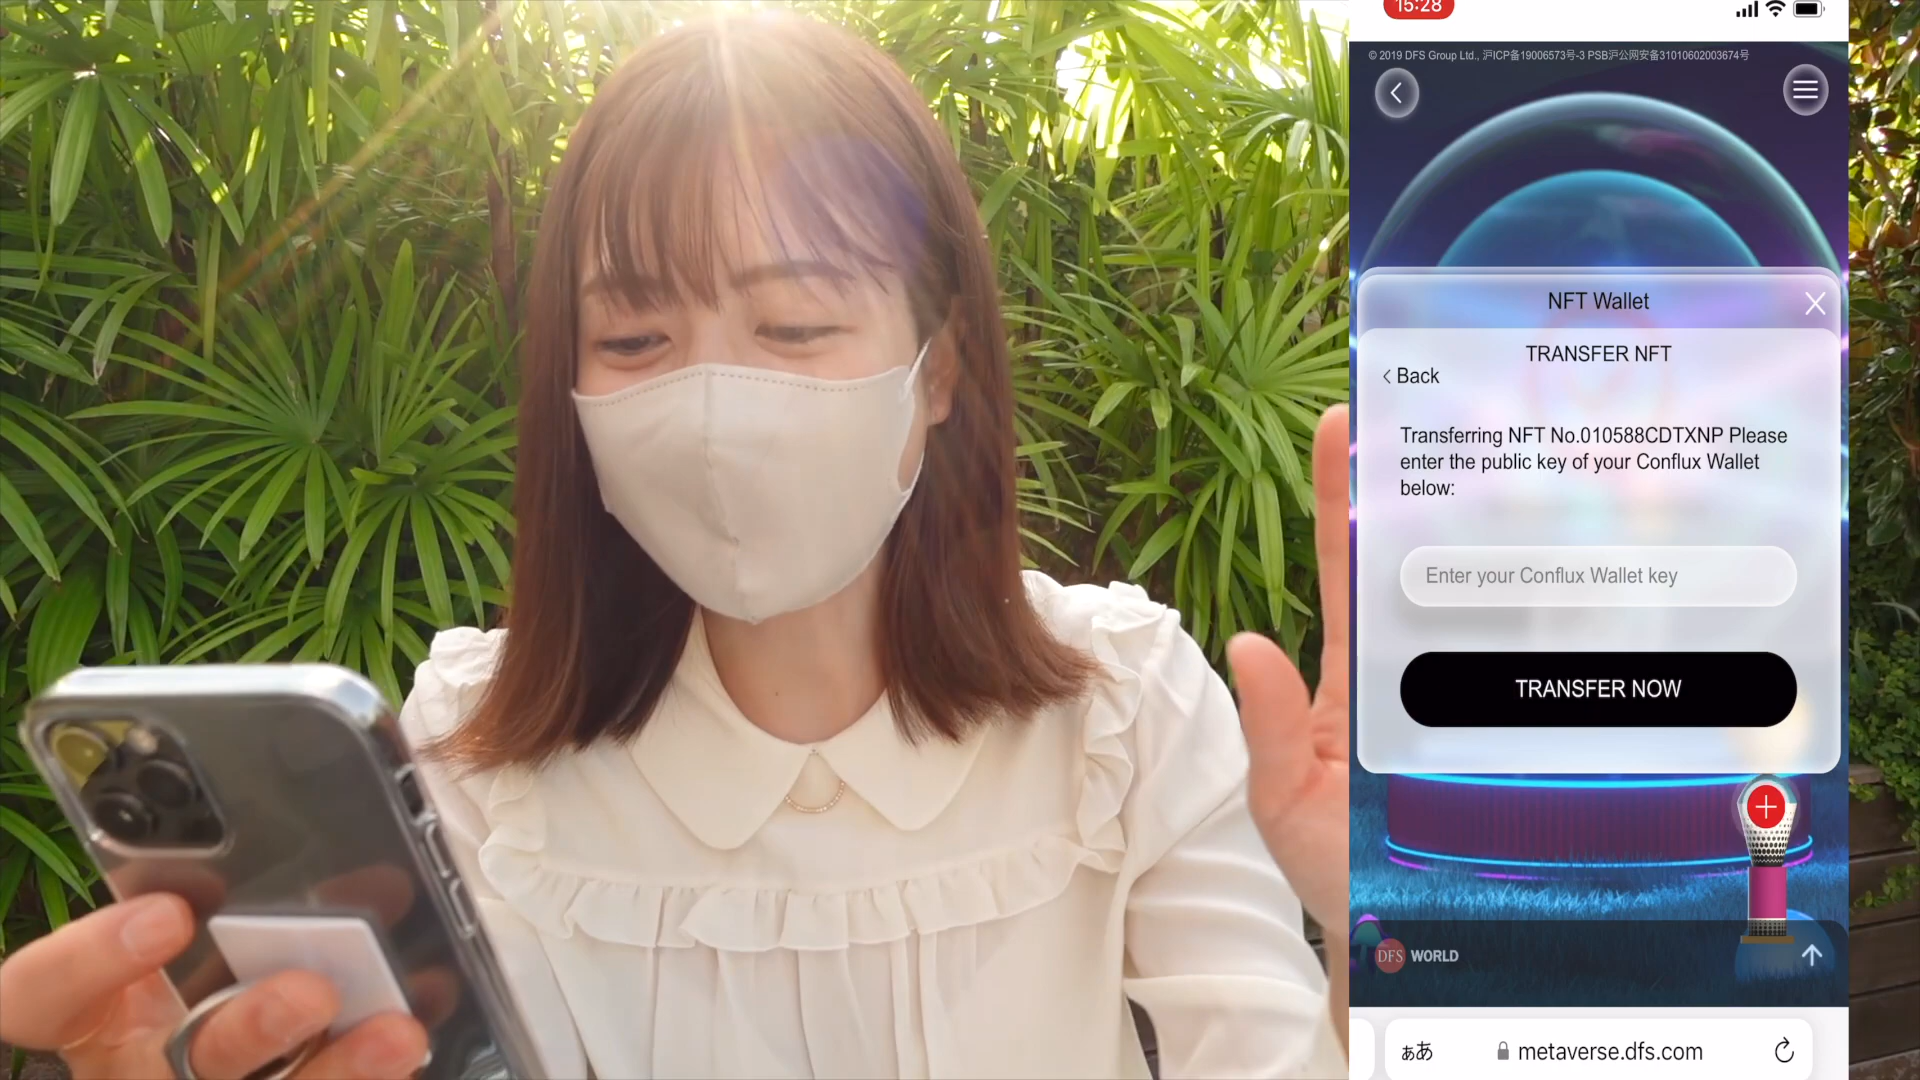 15:28
© 2019 DFS Group Ltd., 沪ICP备19006573号-3 PSB沪公网安备31010602003674号
NFT Wallet
TRANSFER NFT
Back
Transferring NFT No.010588CDTXNP Please
enter the public key of your Conflux Wallet
below:
Enter your Conflux Wallet key
TRANSFER NOW
DFS WORLD
ぁあ
metaverse.dfs.com